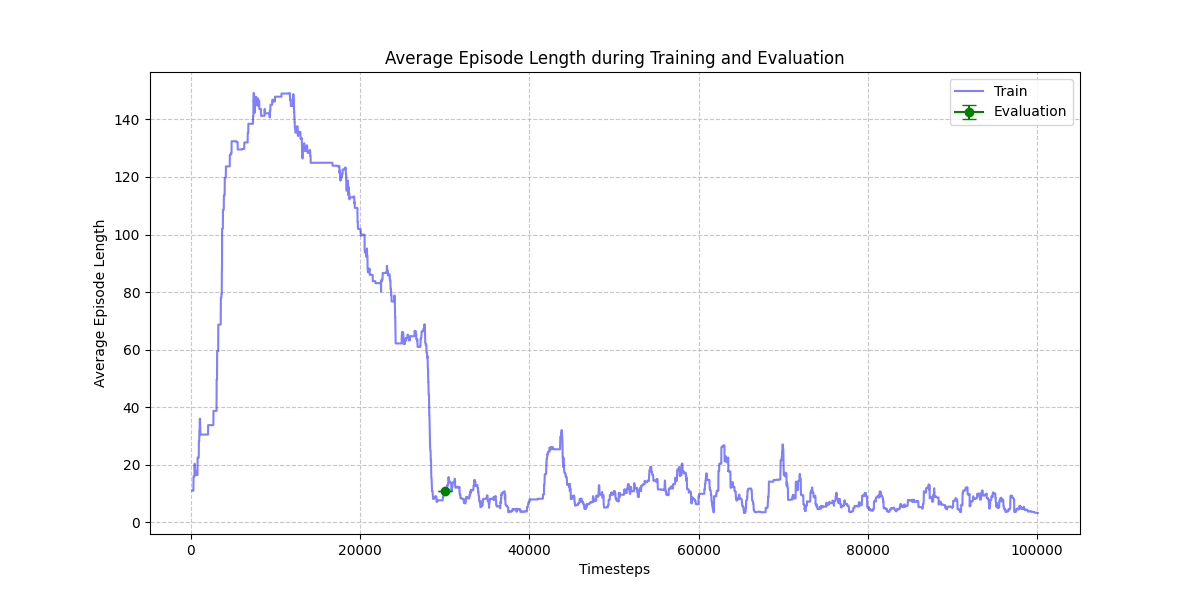 Average Episode Length during Training and Evaluation
Train
Evaluation
Average Episode Length
140
120
100
80
60
40
20
0
0 20000 40000 60000 80000 100000
Timesteps